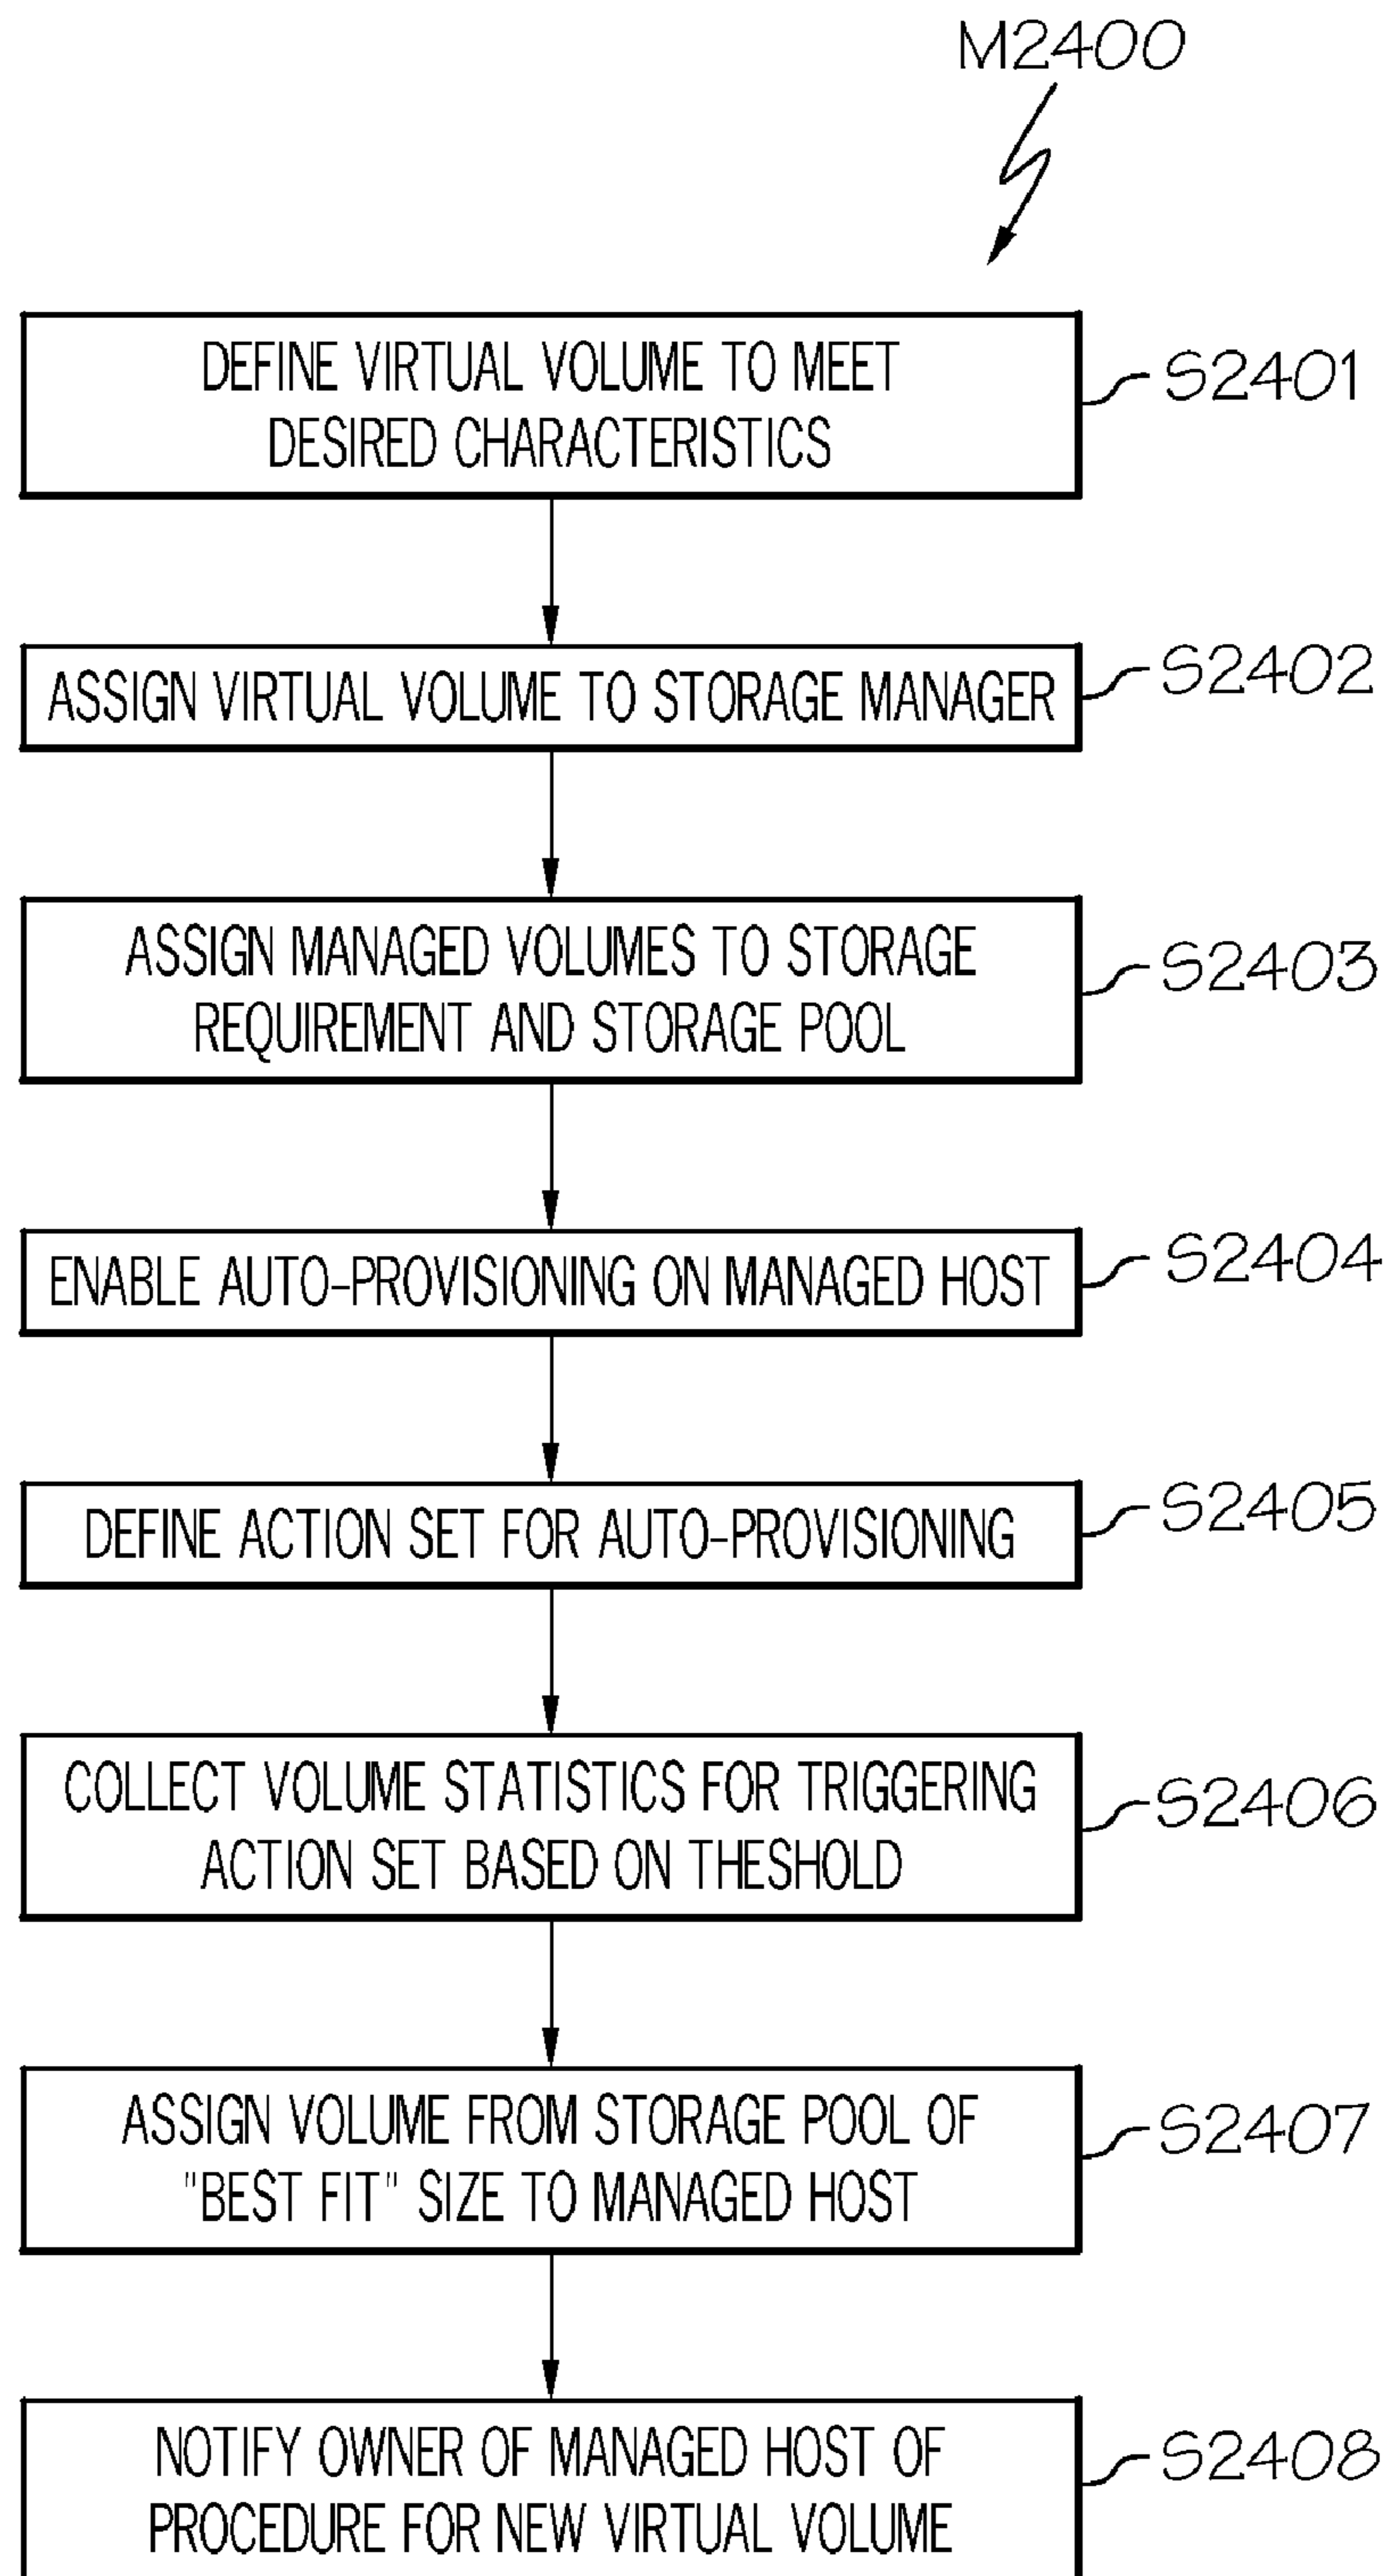 M2400
DEFINE VIRTUAL VOLUME TO MEET
DESIRED CHARACTERISTICS
S2401
ASSIGN VIRTUAL VOLUME TO STORAGE MANAGER
S2402
ASSIGN MANAGED VOLUMES TO STORAGE
REQUIREMENT AND STORAGE POOL
S2403
ENABLE AUTO-PROVISIONING ON MANAGED HOST
S2404
DEFINE ACTION SET FOR AUTO-PROVISIONING
S2405
COLLECT VOLUME STATISTICS FOR TRIGGERING
ACTION SET BASED ON THESHOLD
S2406
ASSIGN VOLUME FROM STORAGE POOL OF
"BEST FIT" SIZE TO MANAGED HOST
S2407
NOTIFY OWNER OF MANAGED HOST OF
PROCEDURE FOR NEW VIRTUAL VOLUME
S2408